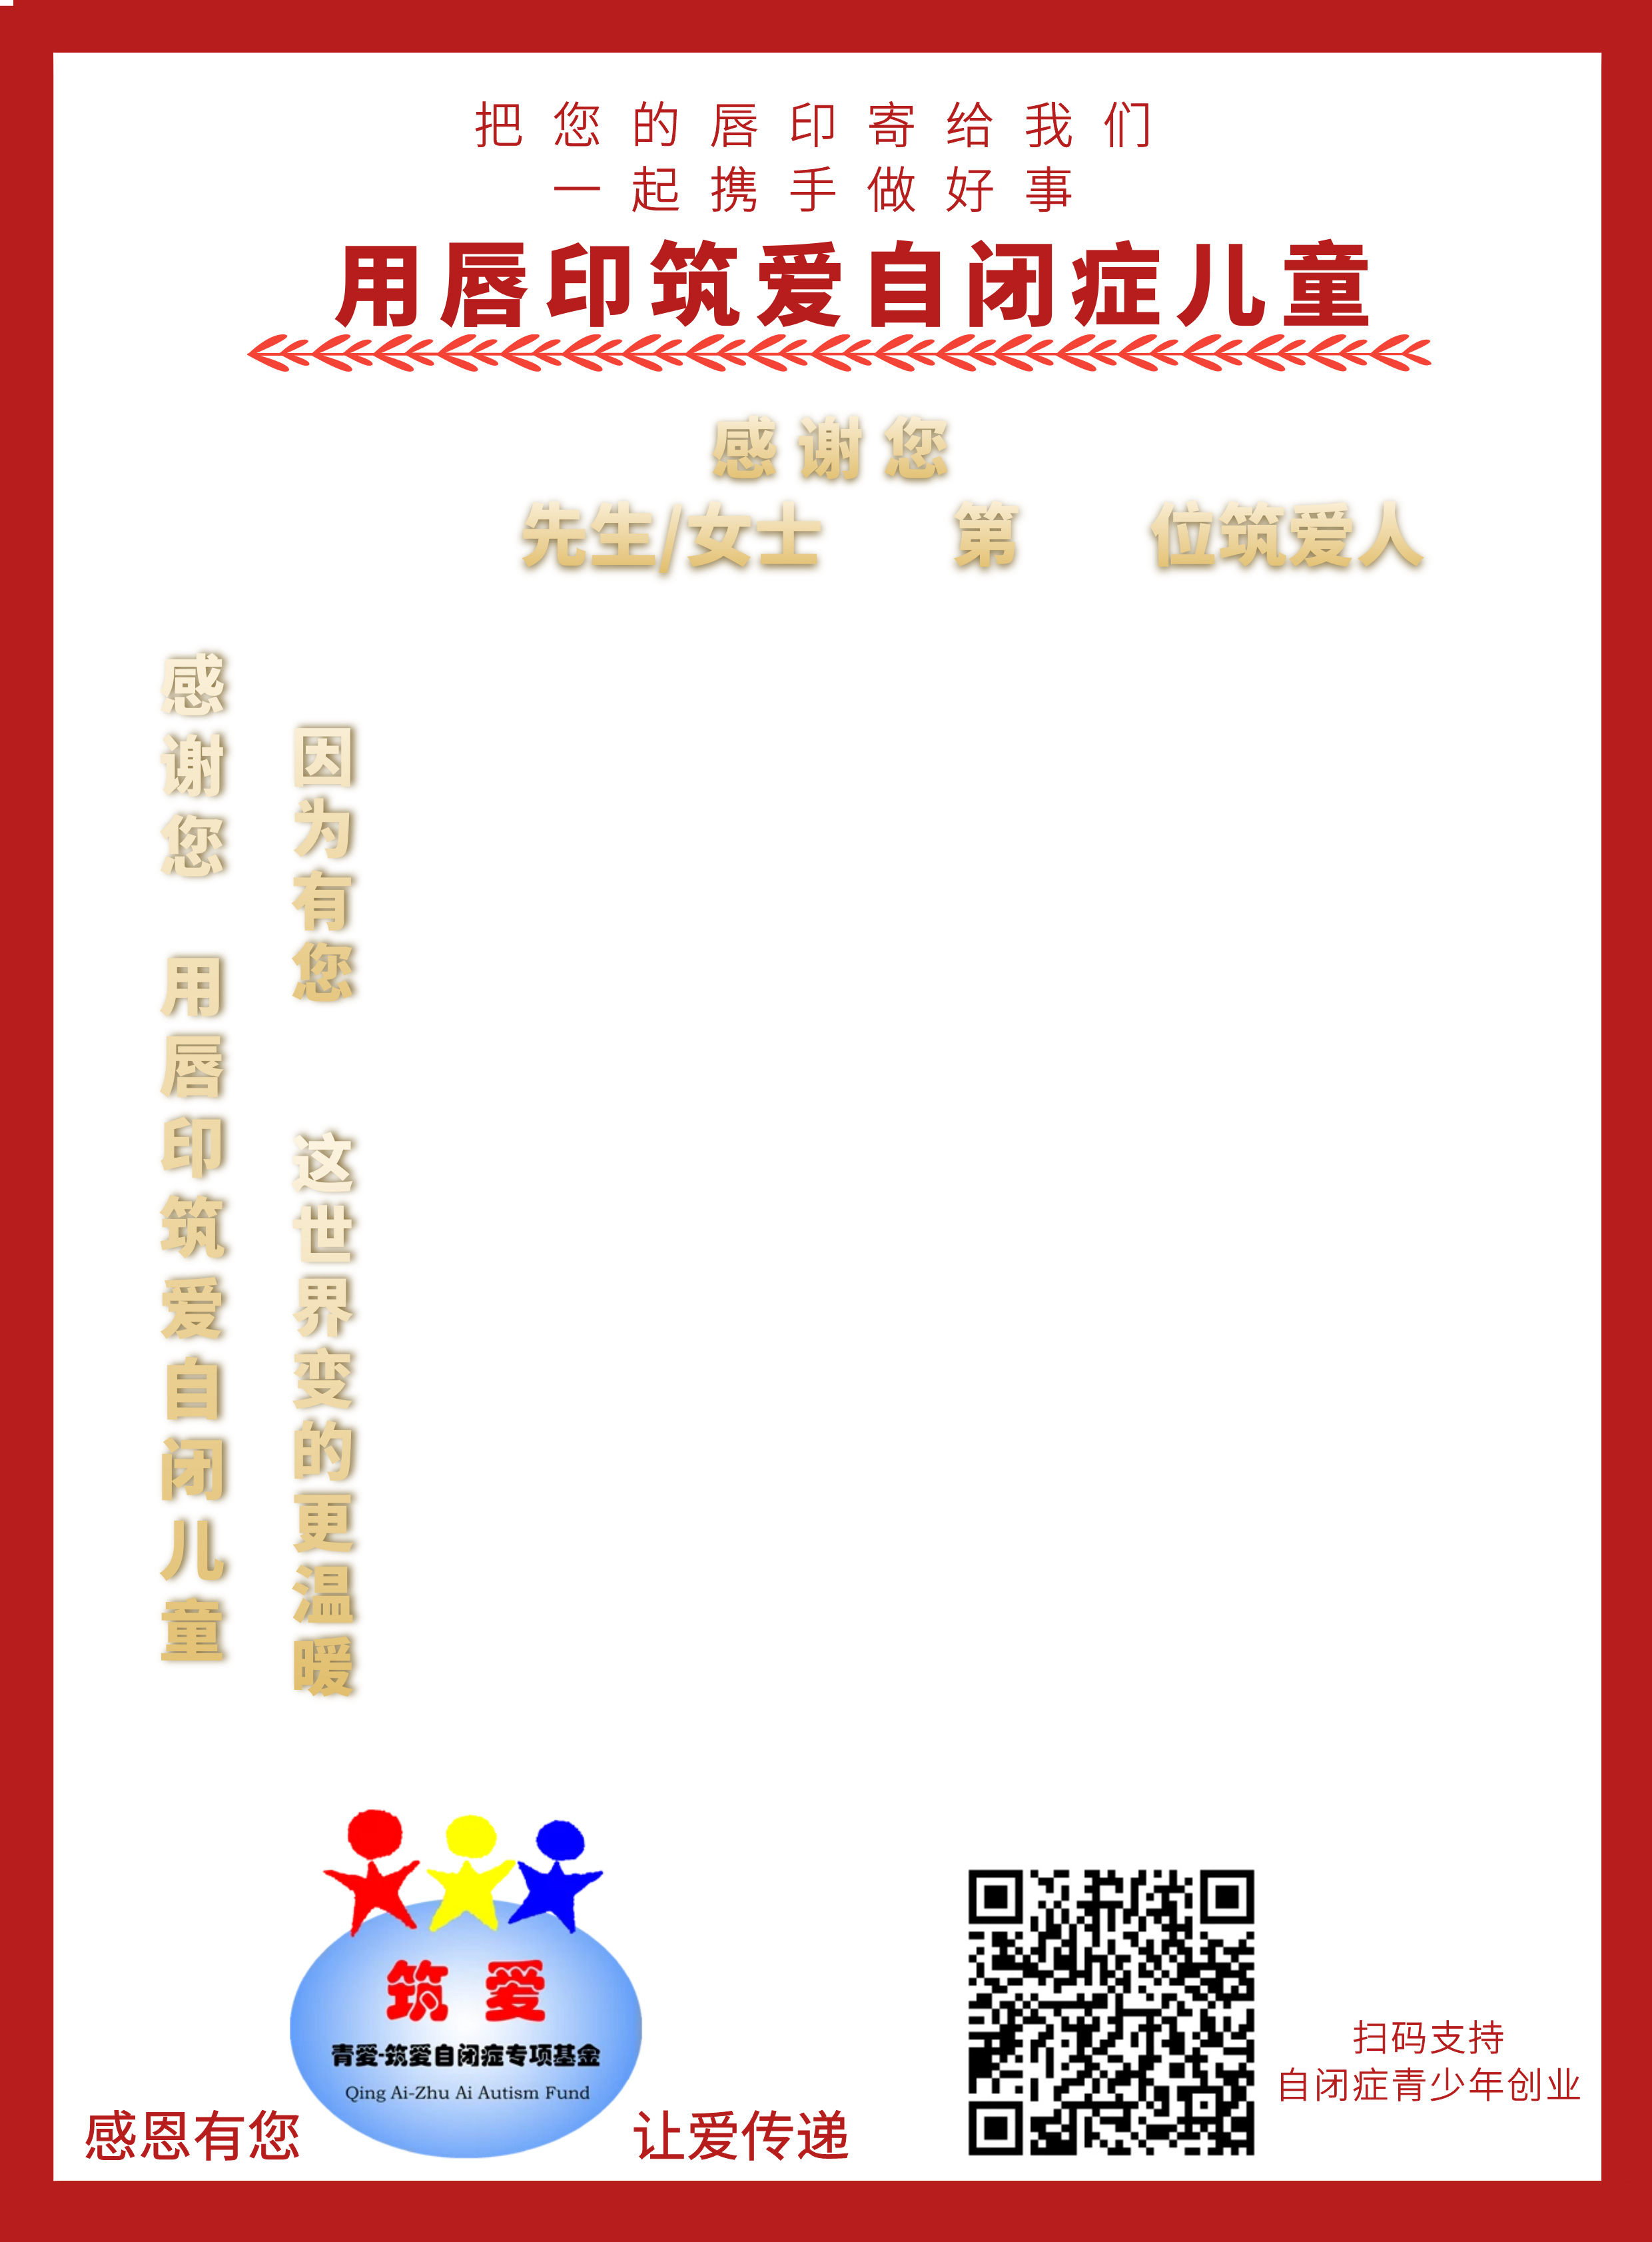 把您的唇印寄给我们
一起携手做好事
用唇印筑爱自闭症儿童
感谢您
先生/女士 第 位筑爱人
感谢您 用唇印筑爱自闭儿童
因为有您 这世界变的更温暖
筑爱
青爱-筑爱自闭症专项基金
Qing Ai-Zhu Ai Autism Fund
感恩有您
让爱传递
扫码支持
自闭症青少年创业